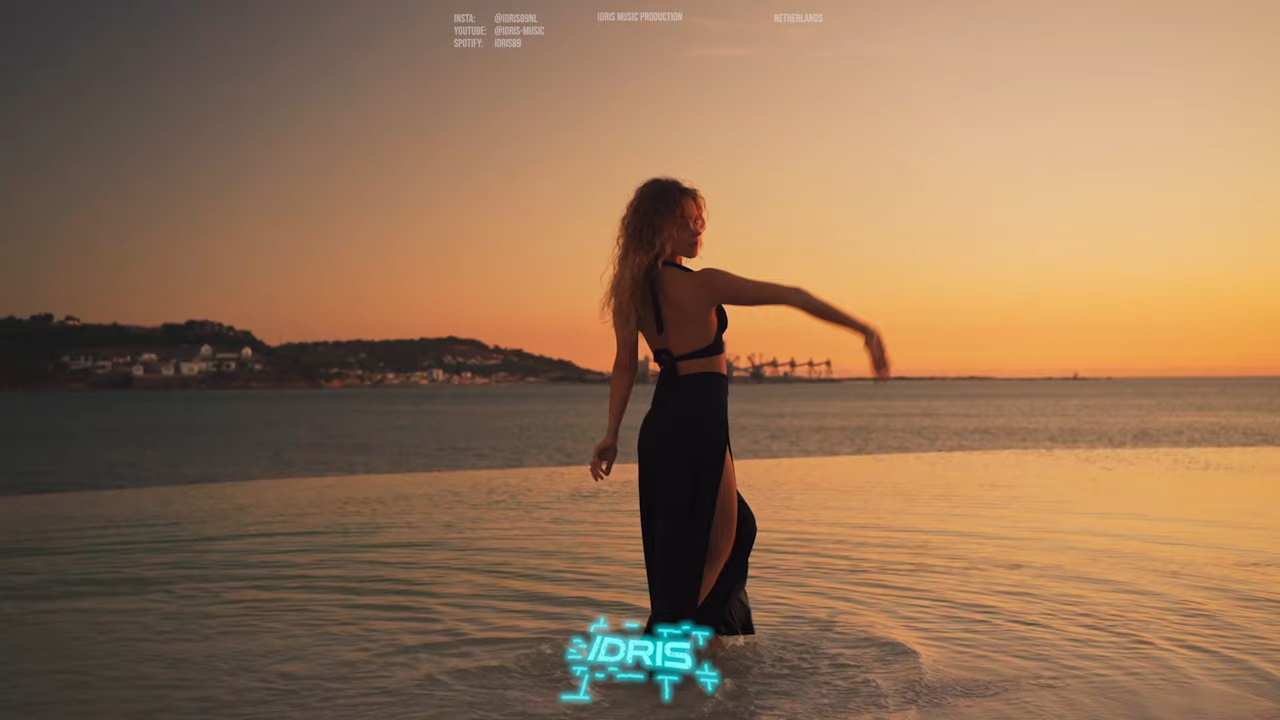 INSTA: @IDRIS89NL
YOUTUBE: @IDRIS-MUSIC
SPOTIFY: IDRIS89
IDRIS MUSIC PRODUCTION
NETHERLANDS
IDRIS